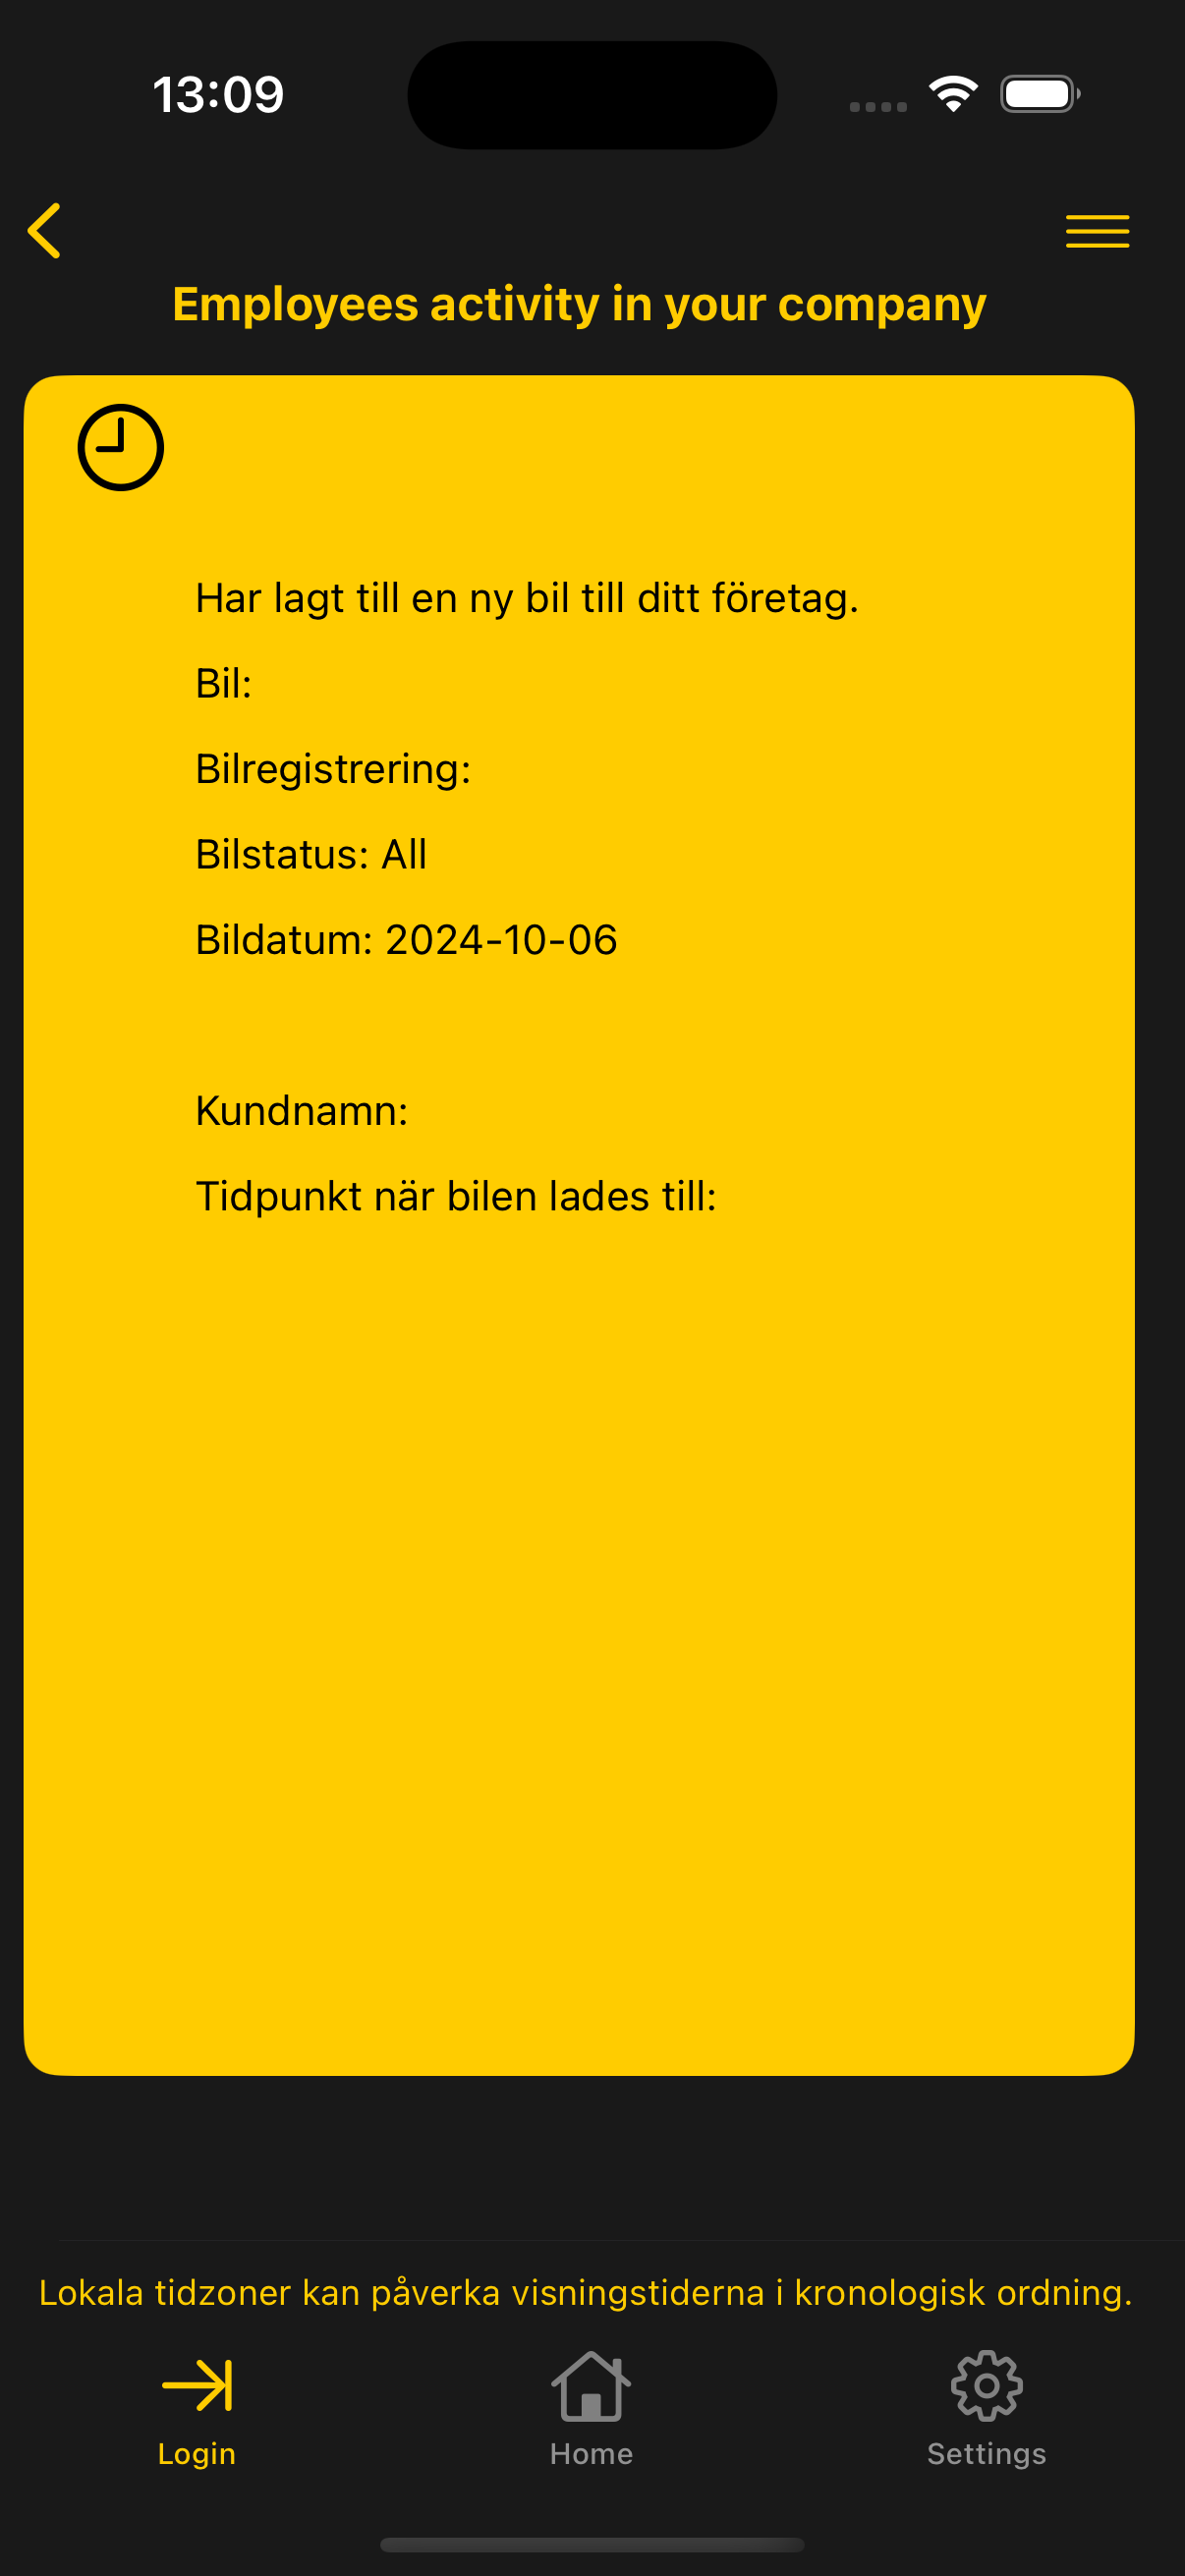 13:09
Employees activity in your company
Har lagt till en ny bil till ditt företag.
Bil:
Bilregistrering:
Bilstatus: All
Bildatum: 2024-10-06
Kundnamn:
Tidpunkt när bilen lades till:
Lokala tidzoner kan påverka visningstiderna i kronologisk ordning.
Login
Home
Settings